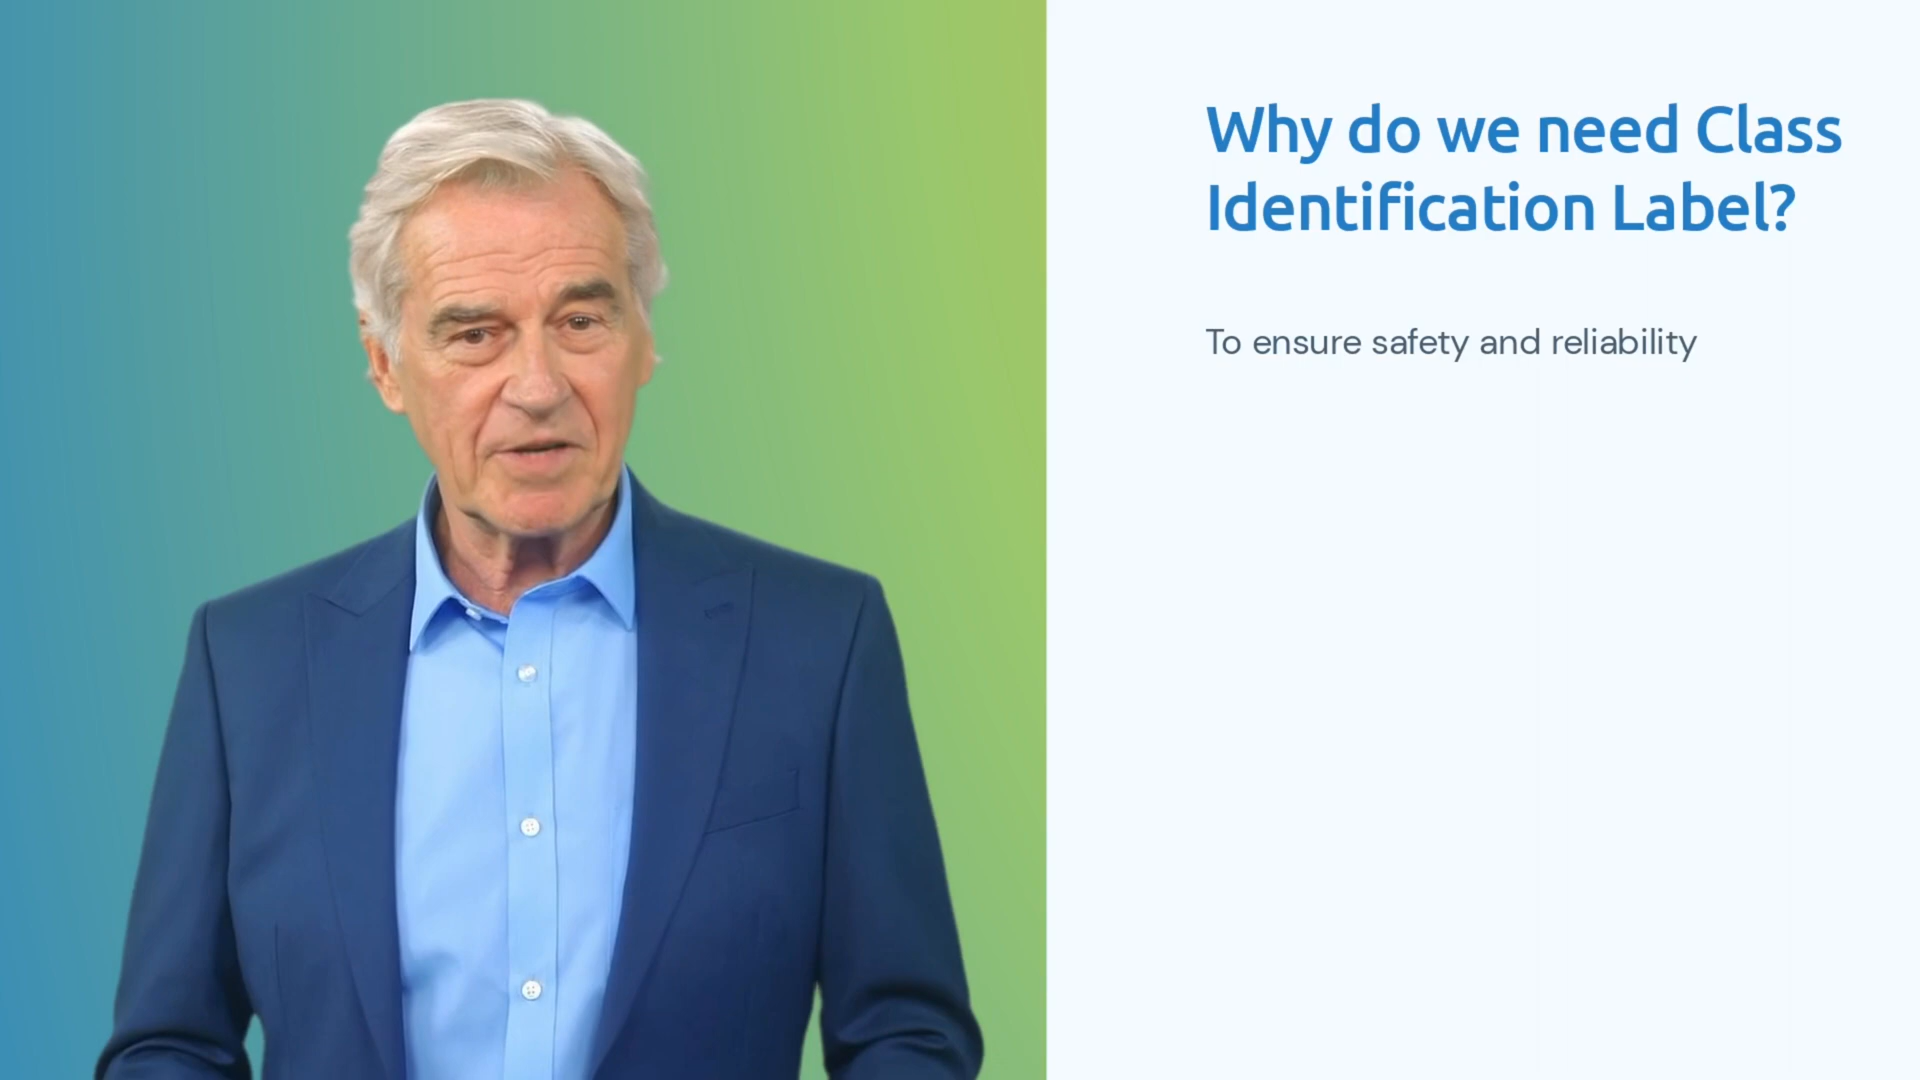 Why do we need Class
Identification Label?
To ensure safety and reliability